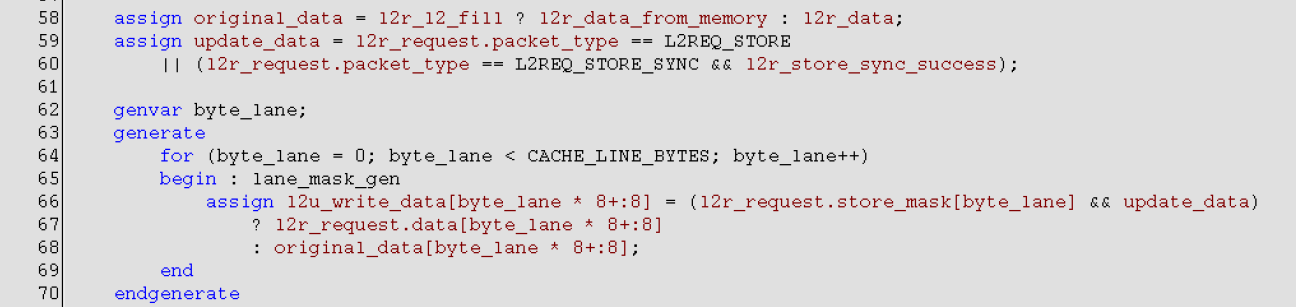 58 assign original_data = l2r_l2_fill ? l2r_data_from_memory : l2r_data;
59 assign update_data = l2r_request.packet_type == L2REQ_STORE
60 || (l2r_request.packet_type == L2REQ_STORE_SYNC && l2r_store_sync_success);
61
62 genvar byte_lane;
63 generate
64 for (byte_lane = 0; byte_lane < CACHE_LINE_BYTES; byte_lane++)
65 begin : lane_mask_gen
66 assign l2u_write_data[byte_lane * 8+:8] = (l2r_request.store_mask[byte_lane] && update_data)
67 ? l2r_request.data[byte_lane * 8+:8]
68 : original_data[byte_lane * 8+:8];
69 end
70 endgenerate